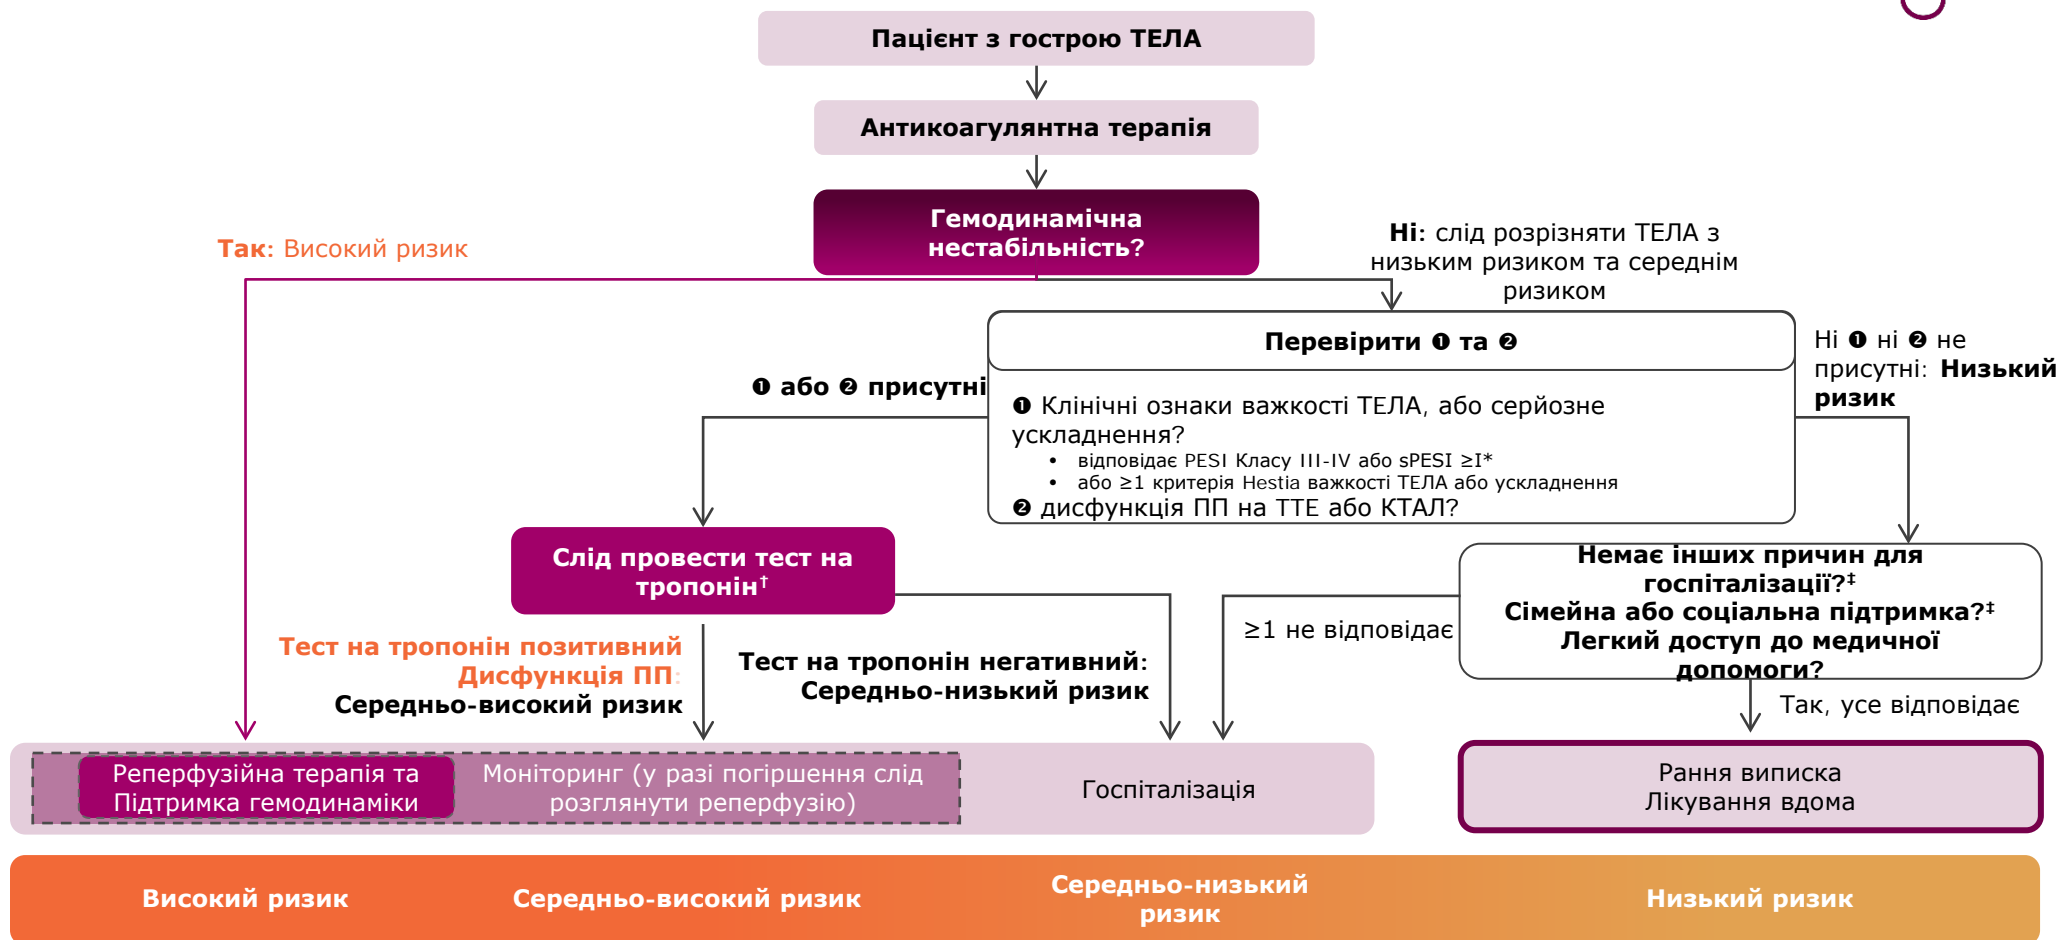 Пацієнт з гострою ТЕЛА
Антикоагулянтна терапія
Гемодинамічна
нестабільність?
Так: Високий ризик
Ні: слід розрізняти ТЕЛА з
низьким ризиком та середнім
ризиком
Перевірити ❶ та ❷
❶ або ❷ присутні
Ні ❶ ні ❷ не
присутні: Низький
ризик
❶ Клінічні ознаки важкості ТЕЛА, або серйозне
ускладнення?
• відповідає PESI Класу III-IV або sPESI ≥I*
• або ≥1 критерія Hestia важкості ТЕЛА або ускладнення
❷ дисфункція ПП на TTE або КТАЛ?
Слід провести тест на
тропонін†
Немає інших причин для
госпіталізації?‡
Сімейна або соціальна підтримка?‡
Легкий доступ до медичної
допомоги?
≥1 не відповідає
Тест на тропонін позитивний
Дисфункція ПП:
Середньо-високий ризик
Тест на тропонін негативний:
Середньо-низький ризик
Так, усе відповідає
Реперфузійна терапія та
Підтримка гемодинаміки
Моніторинг (у разі погіршення слід
розглянути реперфузію)
Госпіталізація
Рання виписка
Лікування вдома
Високий ризик
Середньо-високий ризик
Середньо-низький
ризик
Низький ризик